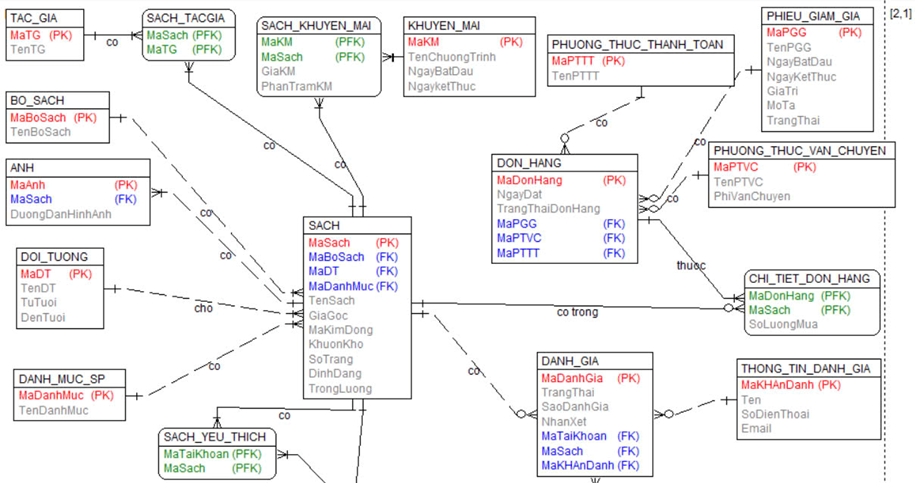 TAC_GIA
MaTG (PK)
TenTG
co
SACH_TACGIA
MaSach (PFK)
MaTG (PFK)
co
SACH_KHUYEN_MAI
MaKM (PFK)
MaSach (PFK)
GiaKM
PhanTramKM
co
KHUYEN_MAI
MaKM (PK)
TenChuongTrinh
NgayBatDau
NgayketThuc
PHUONG_THUC_THANH_TOAN
MaPTTT (PK)
TenPTTT
co
PHIEU_GIAM_GIA
MaPGG (PK)
TenPGG
NgayBatDau
NgayKetThuc
GiaTri
MoTa
TrangThai
co
[2,1]
BO_SACH
MaBoSach (PK)
TenBoSach
co
ANH
MaAnh (PK)
MaSach (FK)
DuongDanHinhAnh
co
DON_HANG
MaDonHang (PK)
NgayDat
TrangThaiDonHang
MaPGG (FK)
MaPTVC (FK)
MaPTTT (FK)
PHUONG_THUC_VAN_CHUYEN
MaPTVC (PK)
TenPTVC
PhiVanChuyen
co
SACH
MaSach (PK)
MaBoSach (FK)
MaDT (FK)
MaDanhMuc (FK)
TenSach
GiaGoc
MaKimDong
KhuonKho
SoTrang
DinhDang
TrongLuong
DOI_TUONG
MaDT (PK)
TenDT
TuTuoi
DenTuoi
cho
thuoc
CHI_TIET_DON_HANG
MaDonHang (PFK)
MaSach (PFK)
SoLuongMua
co trong
DANH_MUC_SP
MaDanhMuc (PK)
TenDanhMuc
co
co
DANH_GIA
MaDanhGia (PK)
TrangThai
SaoDanhGia
NhanXet
MaTaiKhoan (FK)
MaSach (FK)
MaKHAnDanh (FK)
THONG_TIN_DANH_GIA
MaKHAnDanh (PK)
Ten
SoDienThoai
Email
co
SACH_YEU_THICH
MaTaiKhoan (PFK)
MaSach (PFK)